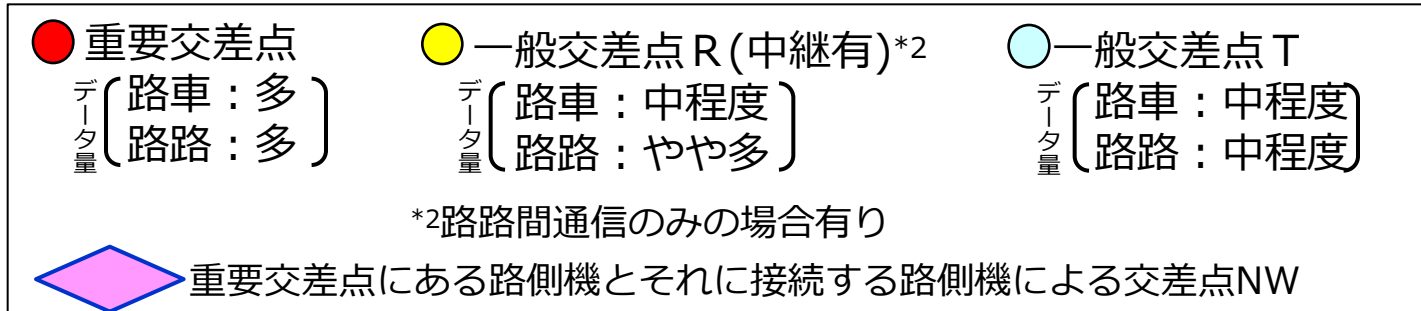 重要交差点
データ量
路車：多
路路：多
一般交差点R(中継有)*2
データ量
路車：中程度
路路：やや多
一般交差点T
データ量
路車：中程度
路路：中程度
*2路路間通信のみの場合有り
重要交差点にある路側機とそれに接続する路側機による交差点NW